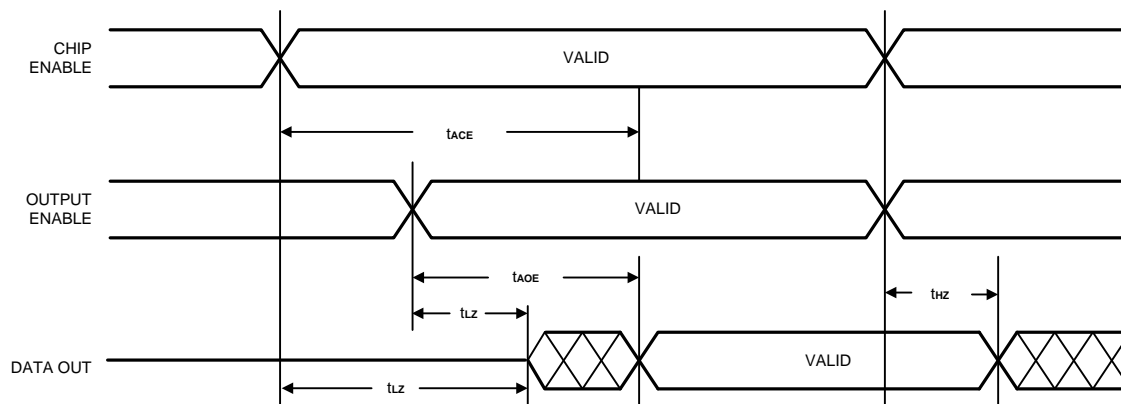 CHIP
ENABLE
VALID
tACE
OUTPUT
ENABLE
VALID
tAOE
tHZ
tLZ
DATA OUT
VALID
tLZ